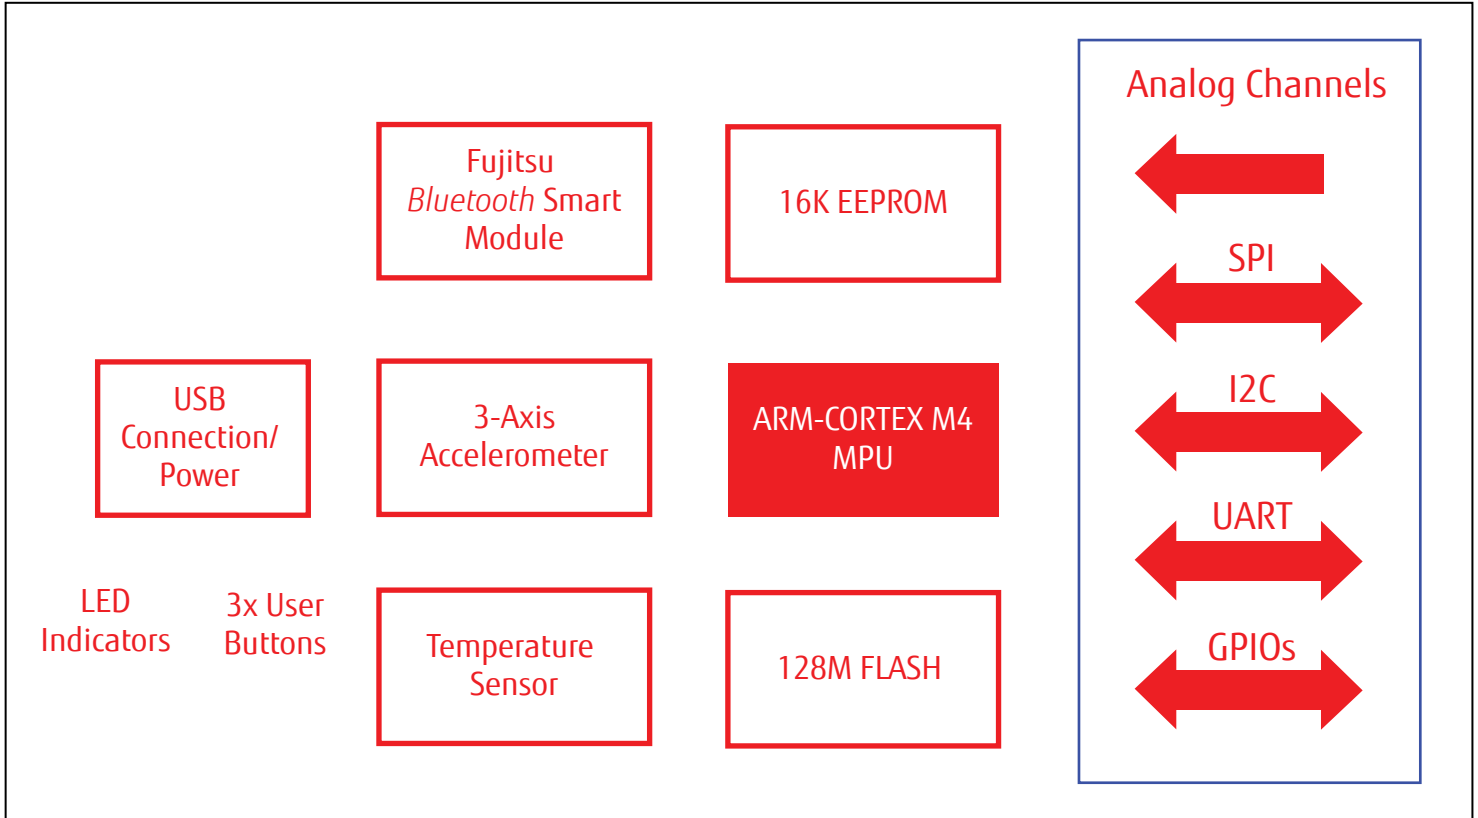 Fujitsu
Bluetooth Smart
Module
16K EEPROM
USB
Connection/
Power
3-Axis
Accelerometer
ARM-CORTEX M4
MPU
LED
Indicators
3x User
Buttons
Temperature
Sensor
128M FLASH
Analog Channels
SPI
I2C
UART
GPIOs